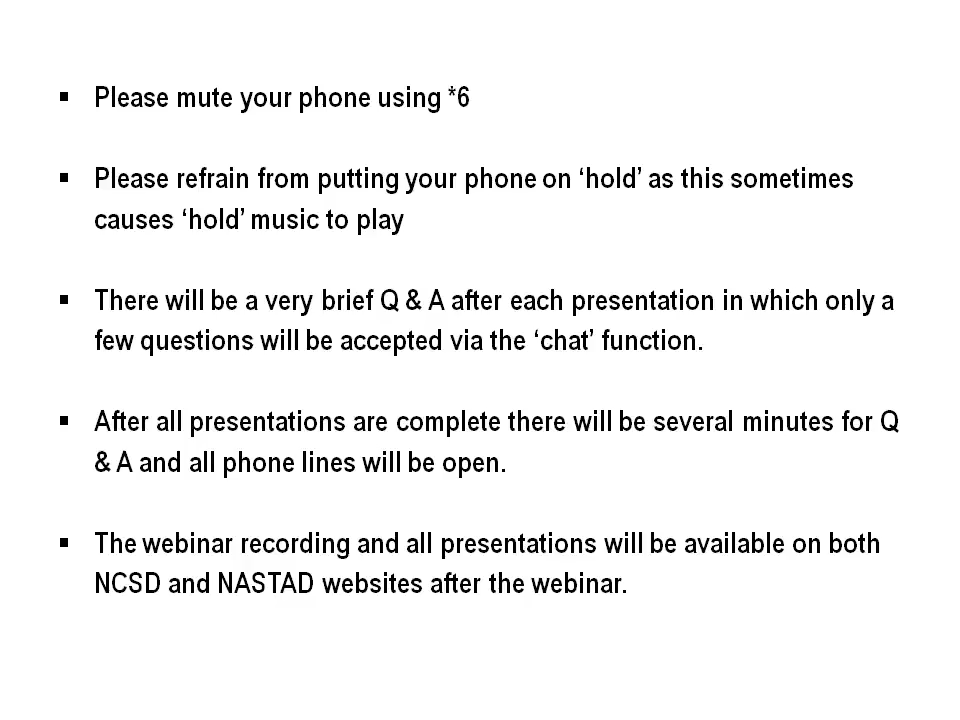 ▪ Please mute your phone using *6
▪ Please refrain from putting your phone on ‘hold’ as this sometimes
causes ‘hold’ music to play
▪ There will be a very brief Q & A after each presentation in which only a
few questions will be accepted via the ‘chat’ function.
▪ After all presentations are complete there will be several minutes for Q
& A and all phone lines will be open.
▪ The webinar recording and all presentations will be available on both
NCSD and NASTAD websites after the webinar.